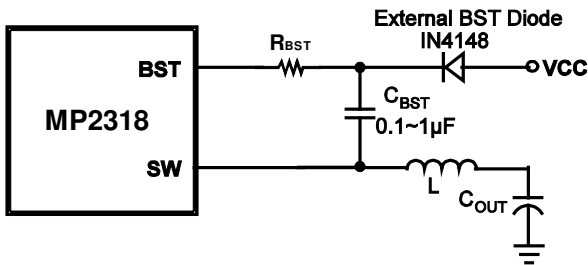 External BST Diode
IN4148
RBST
BST
VCC
CBST
0.1~1µF
MP2318
SW
L
COUT